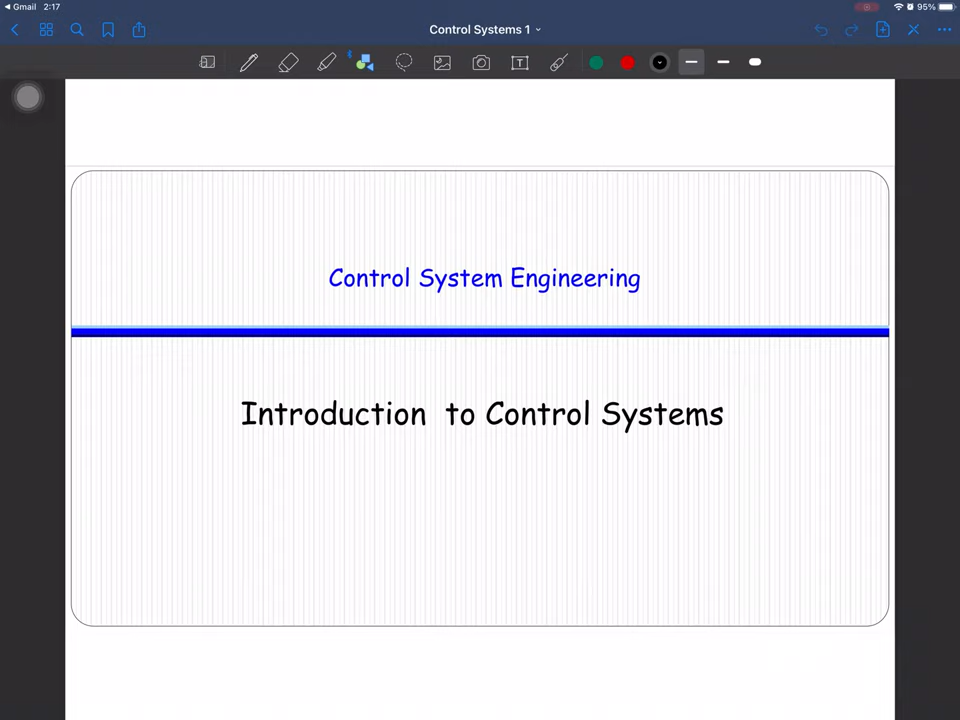 Gmail 2:17
95%
Control Systems 1
Control System Engineering
Introduction to Control Systems